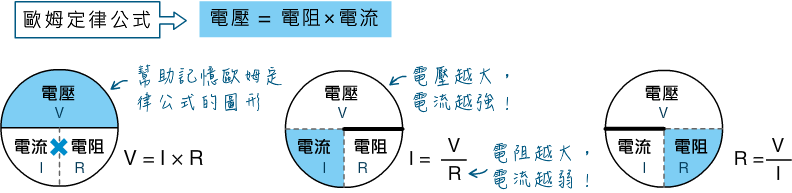 歐姆定律公式
電壓 = 電阻×電流
幫助記憶歐姆定
律公式的圖形
電壓
V
電流 × 電阻
I R
V = I × R
電壓越大，
電流越強！
電壓
V
電流 電阻
I R
I = V/R
電阻越大，
電流越弱！
電壓
V
電流 電阻
I R
R = V/I